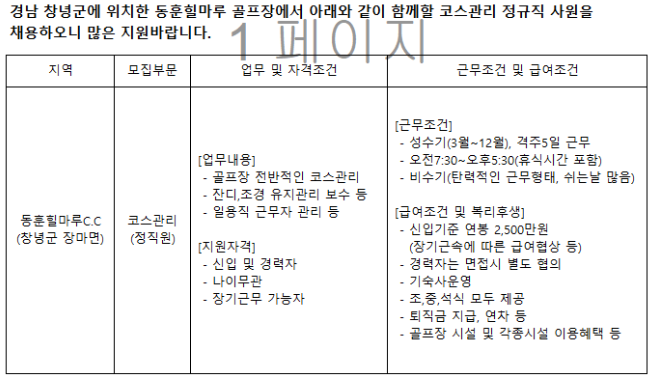 경남 창녕군에 위치한 동훈힐마루 골프장에서 아래와 같이 함께할 코스관리 정규직 사원을
채용하오니 많은 지원바랍니다.
1 페이지
지역
모집부문
업무 및 자격조건
근무조건 및 급여조건
동훈힐마루C.C
(창녕군 장마면)
코스관리
(정직원)
[업무내용]
- 골프장 전반적인 코스관리
- 잔디,조경 유지관리 보수 등
- 일용직 근무자 관리 등
[지원자격]
- 신입 및 경력자
- 나이무관
- 장기근무 가능자
[근무조건]
- 성수기(3월~12월), 격주5일 근무
- 오전7:30~오후5:30(휴식시간 포함)
- 비수기(탄력적인 근무형태, 쉬는날 많음)
[급여조건 및 복리후생]
- 신입기준 연봉 2,500만원
(장기근속에 따른 급여협상 등)
- 경력자는 면접시 별도 협의
- 기숙사운영
- 조,중,석식 모두 제공
- 퇴직금 지급, 연차 등
- 골프장 시설 및 각종시설 이용혜택 등